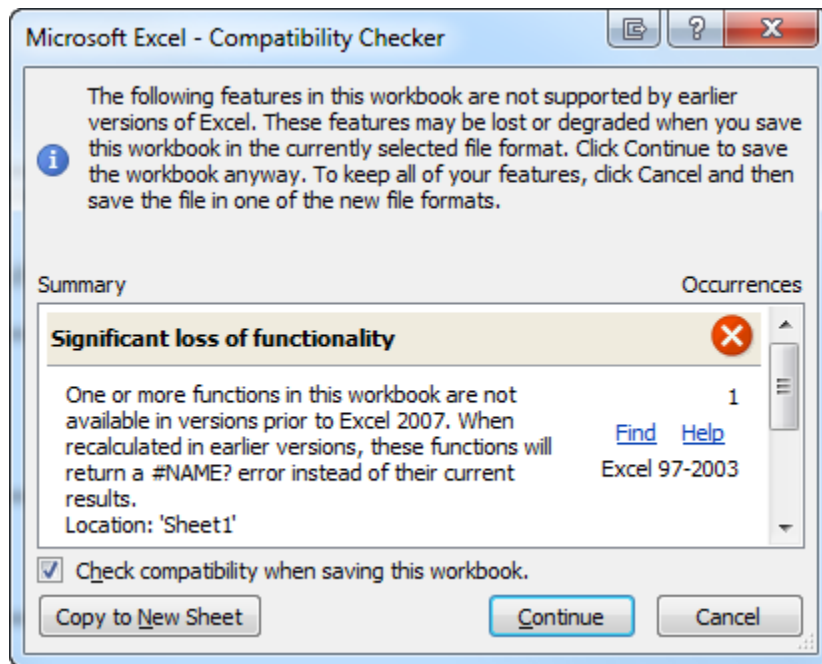 Microsoft Excel - Compatibility Checker
The following features in this workbook are not supported by earlier
versions of Excel. These features may be lost or degraded when you save
this workbook in the currently selected file format. Click Continue to save
the workbook anyway. To keep all of your features, click Cancel and then
save the file in one of the new file formats.
Summary
Occurrences
Significant loss of functionality
One or more functions in this workbook are not
available in versions prior to Excel 2007. When
recalculated in earlier versions, these functions will
return a #NAME? error instead of their current
results.
Location: 'Sheet1'
1
Find Help
Excel 97-2003
Check compatibility when saving this workbook.
Copy to New Sheet
Continue
Cancel